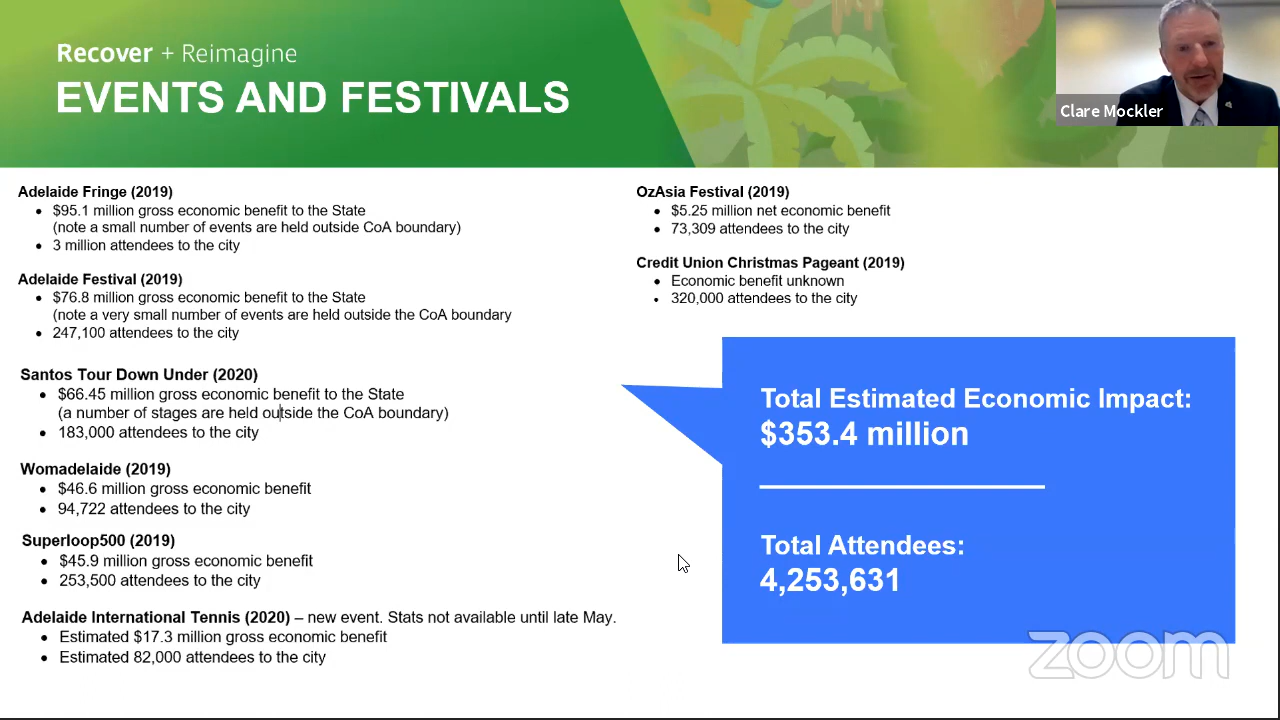 Recover + Reimagine
EVENTS AND FESTIVALS
Clare Mockler
Adelaide Fringe (2019)
• $95.1 million gross economic benefit to the State
(note a small number of events are held outside CoA boundary)
• 3 million attendees to the city
Adelaide Festival (2019)
• $76.8 million gross economic benefit to the State
(note a very small number of events are held outside the CoA boundary
• 247,100 attendees to the city
Santos Tour Down Under (2020)
• $66.45 million gross economic benefit to the State
(a number of stages are held outside the CoA boundary)
• 183,000 attendees to the city
Womadelaide (2019)
• $46.6 million gross economic benefit
• 94,722 attendees to the city
Superloop500 (2019)
• $45.9 million gross economic benefit
• 253,500 attendees to the city
Adelaide International Tennis (2020) – new event. Stats not available until late May.
• Estimated $17.3 million gross economic benefit
• Estimated 82,000 attendees to the city
OzAsia Festival (2019)
• $5.25 million net economic benefit
• 73,309 attendees to the city
Credit Union Christmas Pageant (2019)
• Economic benefit unknown
• 320,000 attendees to the city
Total Estimated Economic Impact:
$353.4 million
Total Attendees:
4,253,631
zoom